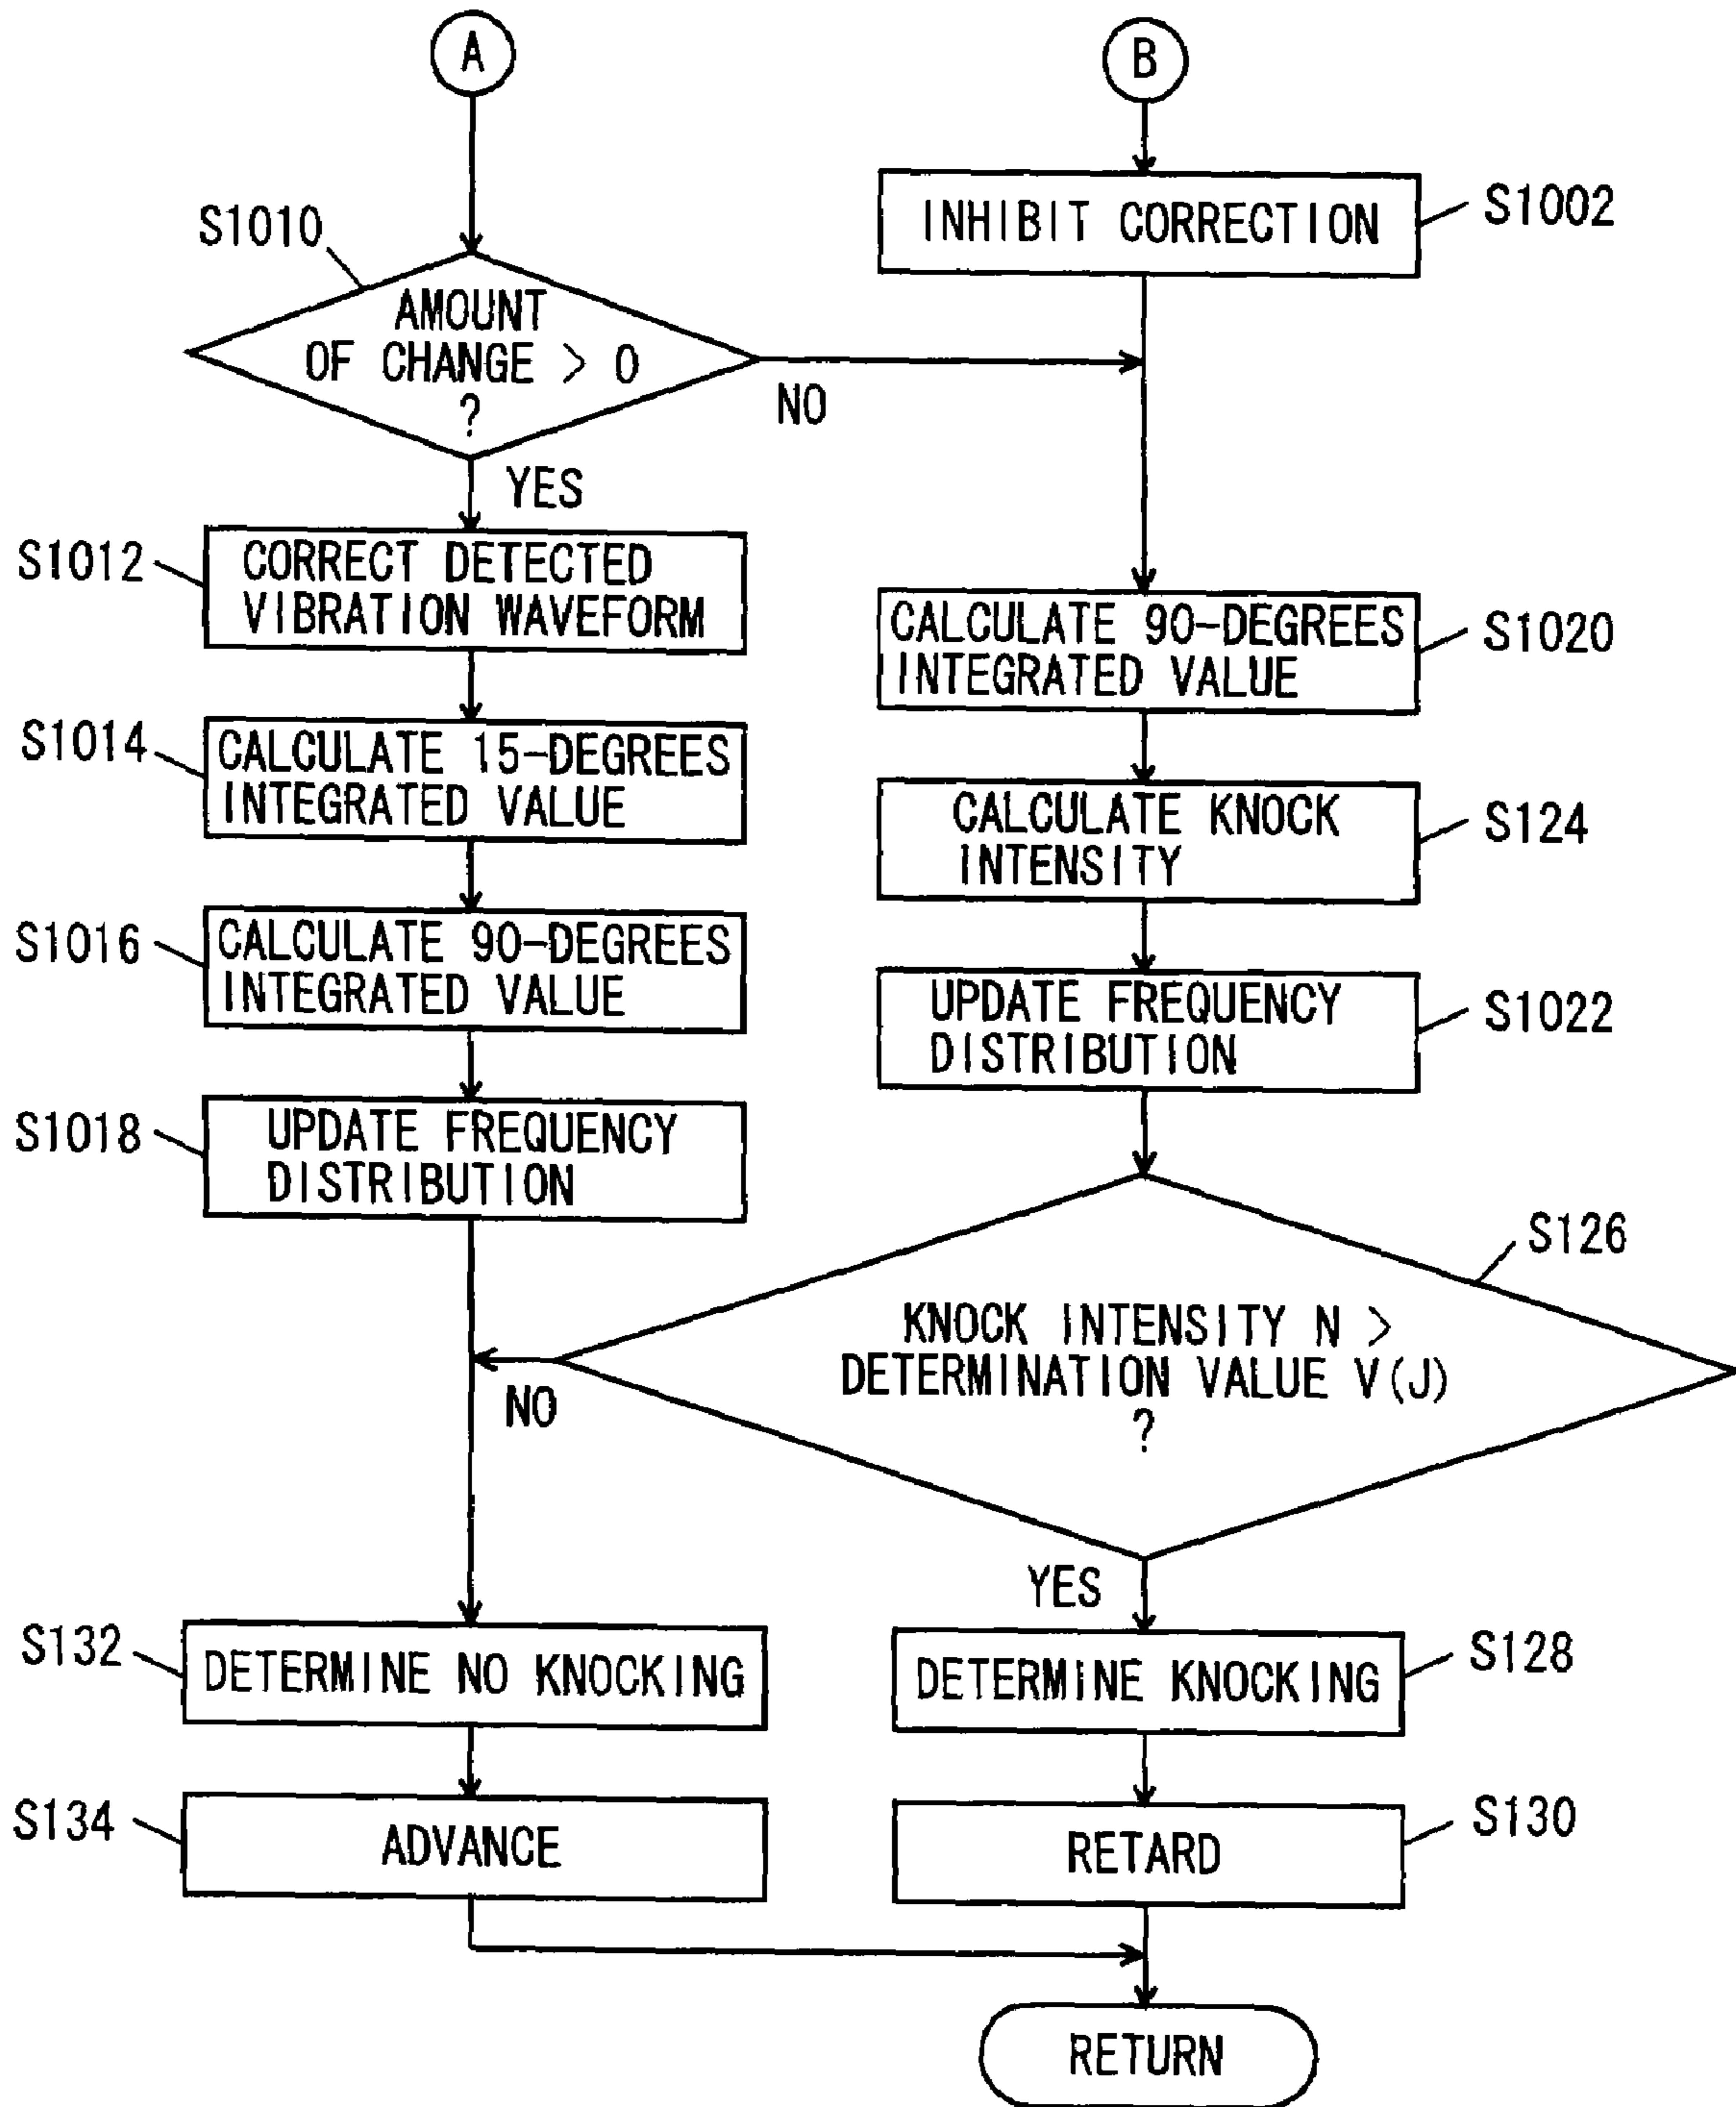 A
B
S1002
INHIBIT CORRECTION
S1010
AMOUNT
OF CHANGE > 0
?
NO
YES
S1012
CORRECT DETECTED
VIBRATION WAVEFORM
CALCULATE 90-DEGREES
INTEGRATED VALUE
S1020
S1014
CALCULATE 15-DEGREES
INTEGRATED VALUE
CALCULATE KNOCK
INTENSITY
S124
S1016
CALCULATE 90-DEGREES
INTEGRATED VALUE
UPDATE FREQUENCY
DISTRIBUTION
S1022
S1018
UPDATE FREQUENCY
DISTRIBUTION
S126
KNOCK INTENSITY N >
DETERMINATION VALUE V(J)
?
NO
YES
S132
DETERMINE NO KNOCKING
DETERMINE KNOCKING
S128
S134
ADVANCE
RETARD
S130
RETURN